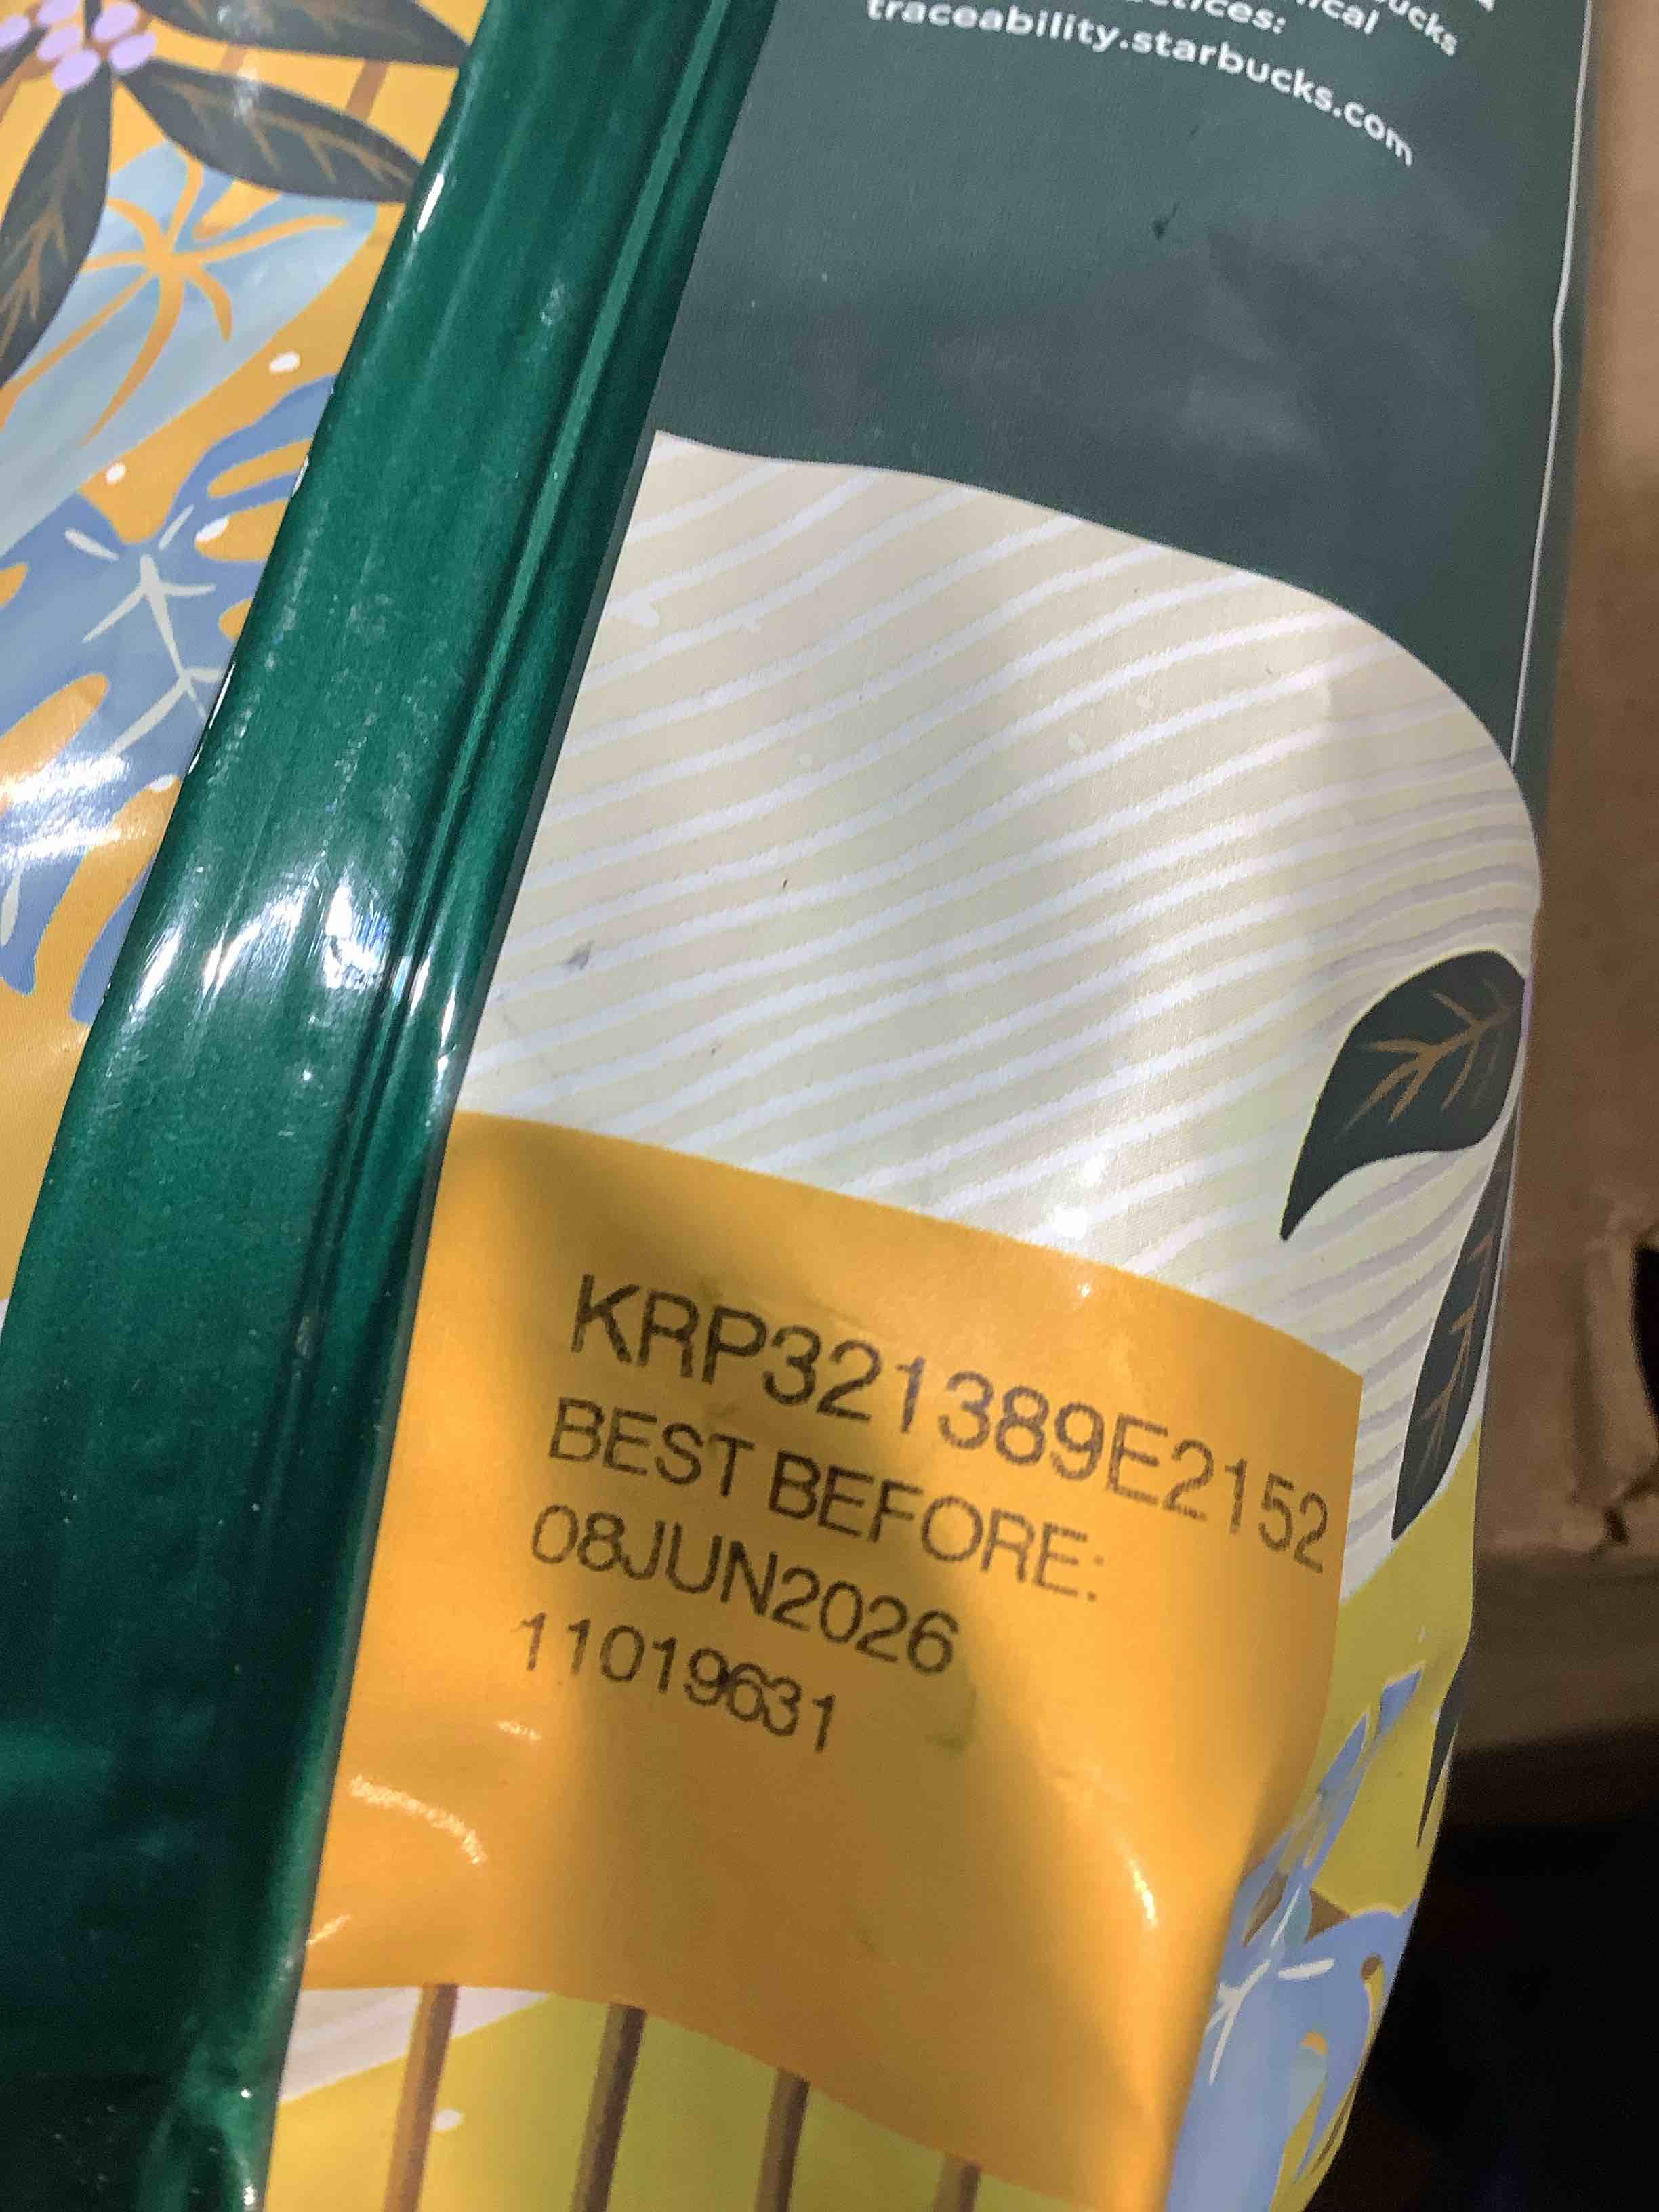 traceability.starbucks.com
KRP321389E2152
BEST BEFORE:
08JUN2026
11019631